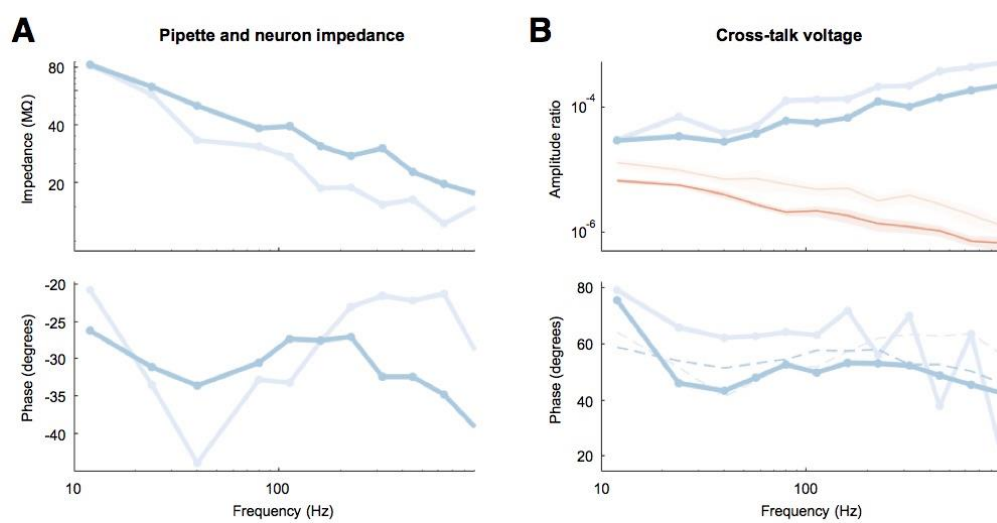 A
Pipette and neuron impedance
80
40
20
Impedance (MΩ)
-20
-25
-30
-35
-40
Phase (degrees)
10
100
Frequency (Hz)
B
Cross-talk voltage
10-4
10-6
Amplitude ratio
80
60
40
20
Phase (degrees)
10
100
Frequency (Hz)